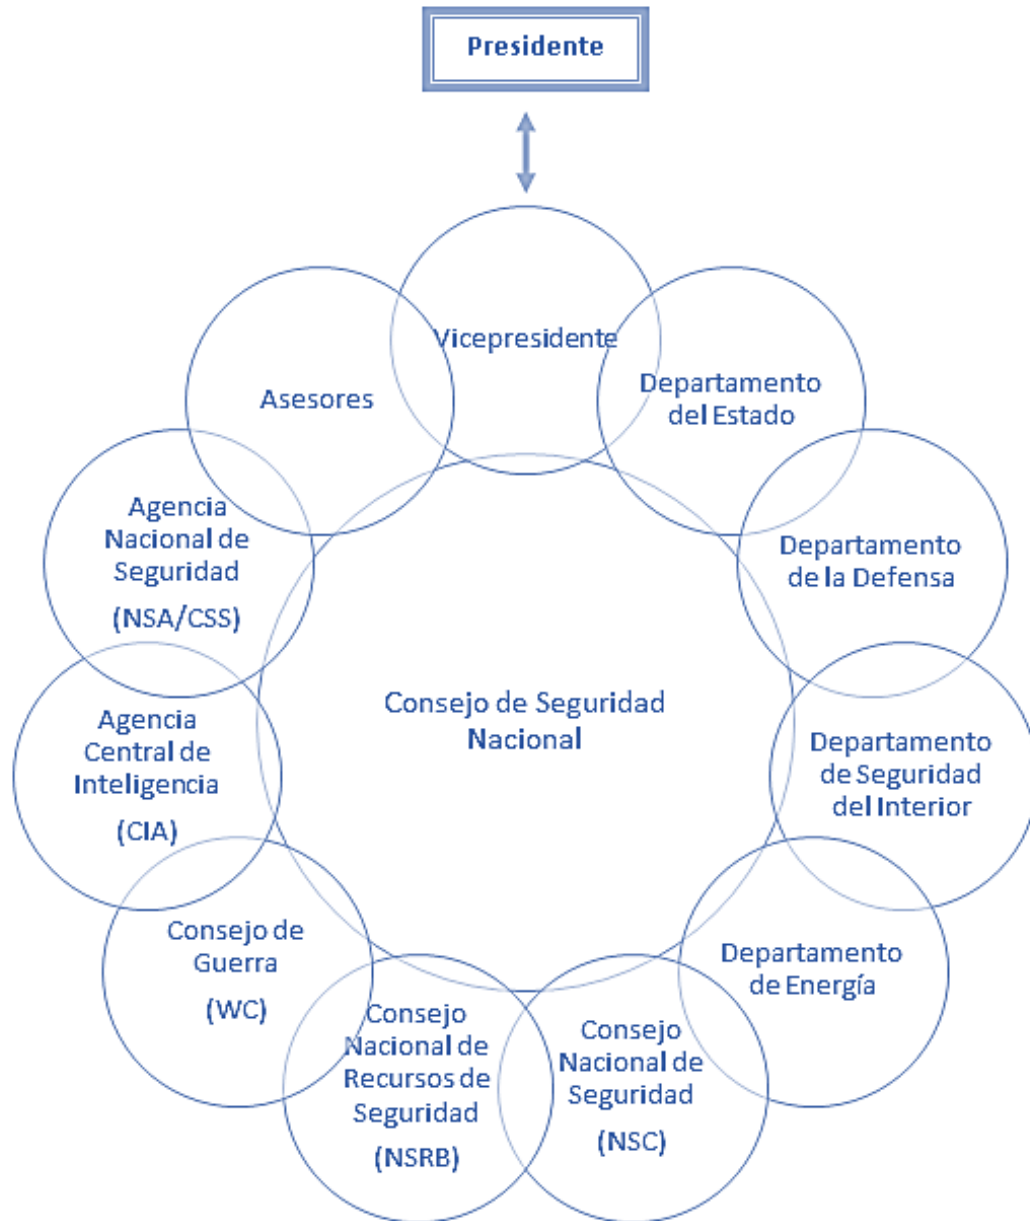 Presidente
Vicepresidente
Departamento
del Estado
Departamento
de la Defensa
Departamento
de Seguridad
del Interior
Departamento
de Energía
Consejo
Nacional de
Seguridad
(NSC)
Consejo
Nacional de
Recursos de
Seguridad
(NSRB)
Consejo de
Guerra
(WC)
Agencia
Central de
Inteligencia
(CIA)
Agencia
Nacional de
Seguridad
(NSA/CSS)
Asesores
Consejo de Seguridad
Nacional